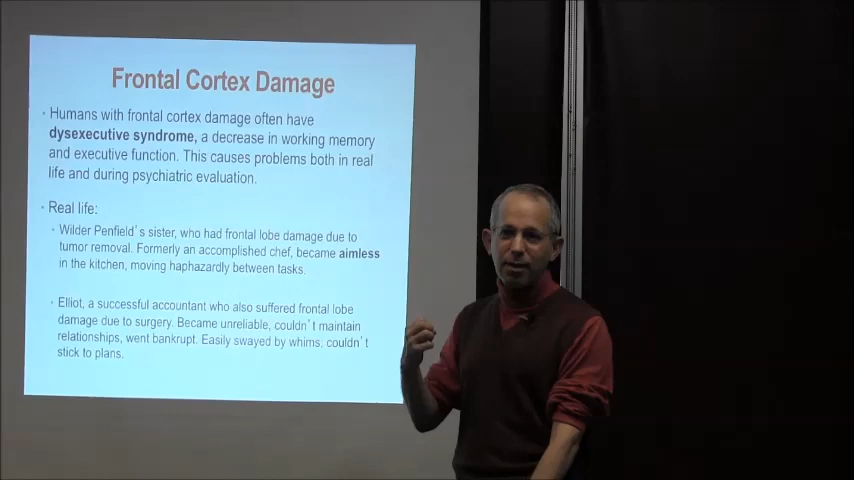 Frontal Cortex Damage
• Humans with frontal cortex damage often have
dysexecutive syndrome, a decrease in working memory
and executive function. This causes problems both in real
life and during psychiatric evaluation.
• Real life:
• Wilder Penfield's sister, who had frontal lobe damage due to
tumor removal. Formerly an accomplished chef, became aimless
in the kitchen, moving haphazardly between tasks.
• Elliot, a successful accountant who also suffered frontal lobe
damage due to surgery. Became unreliable, couldn't maintain
relationships, went bankrupt. Easily swayed by whims, couldn't
stick to plans.